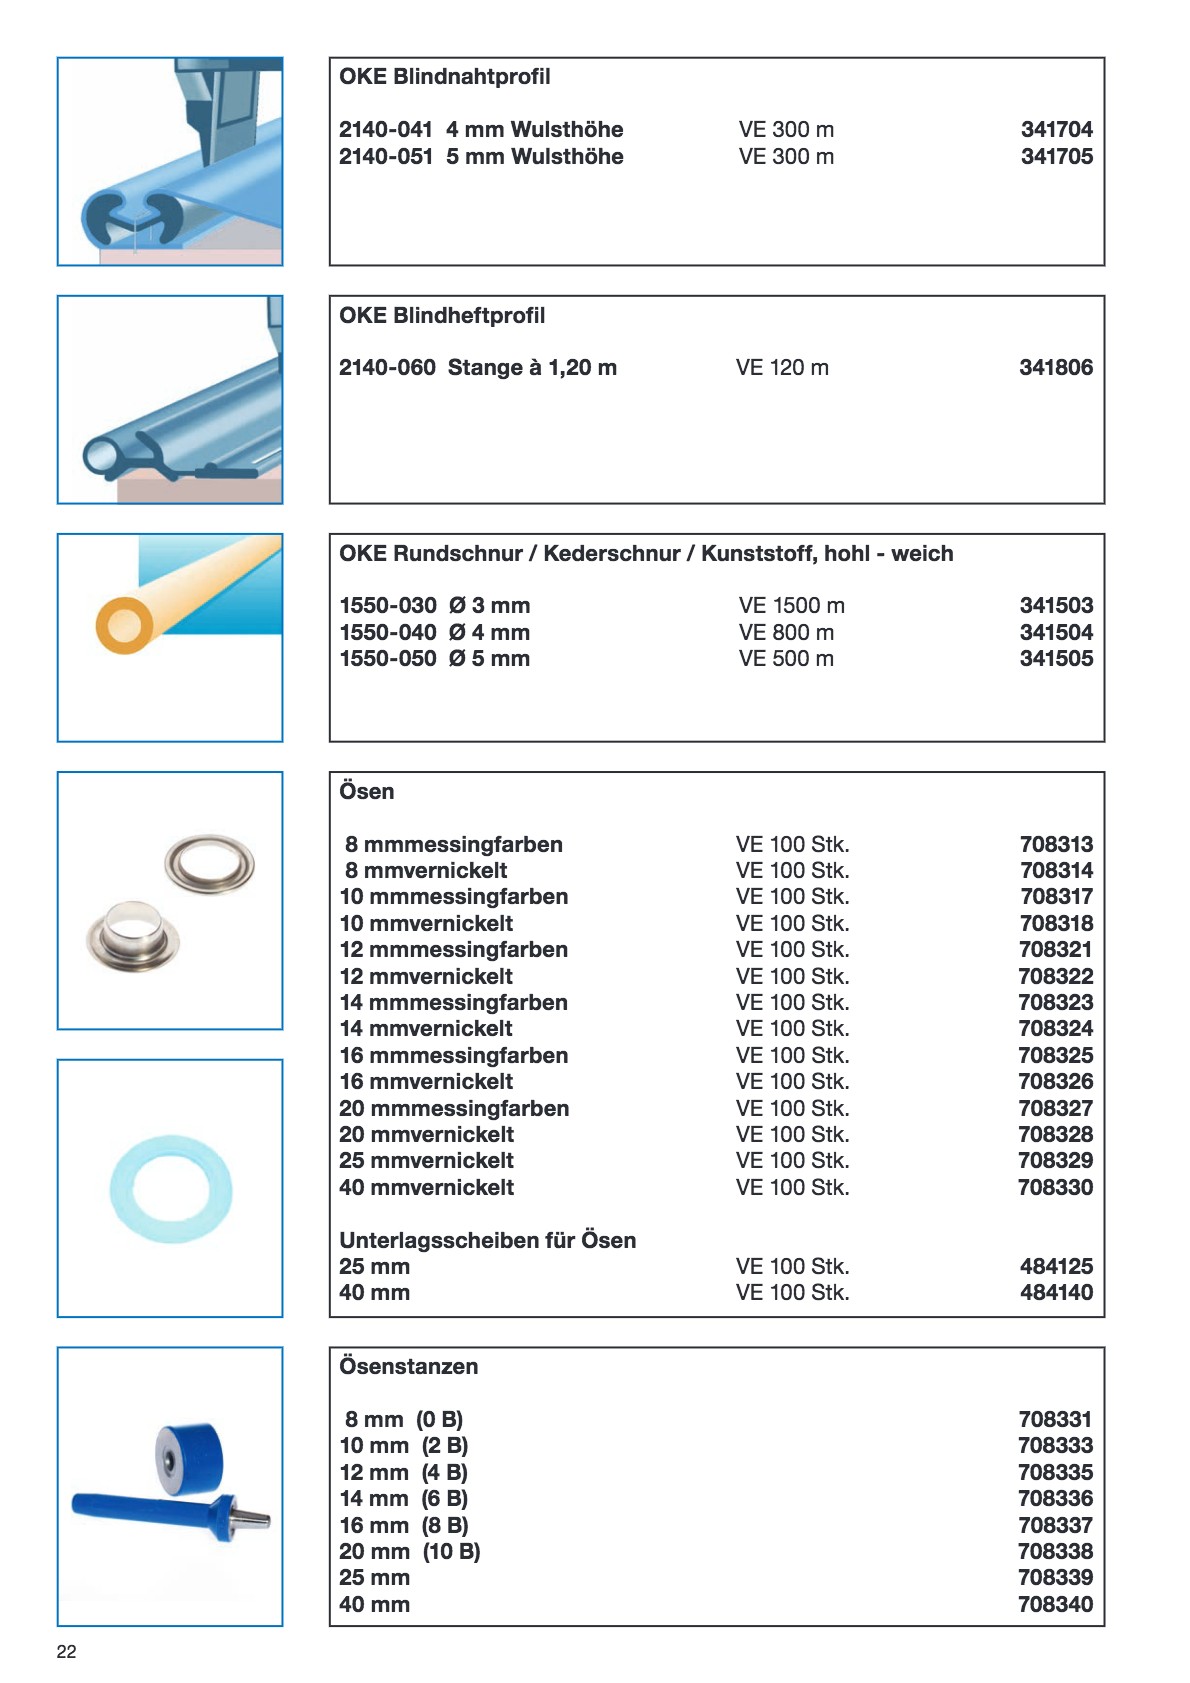 OKE Blindnahtprofil
2140-041 4 mm Wulsthöhe VE 300 m 341704
2140-051 5 mm Wulsthöhe VE 300 m 341705
OKE Blindheftprofil
2140-060 Stange à 1,20 m VE 120 m 341806
OKE Rundschnur / Kederschnur / Kunststoff, hohl - weich
1550-030 Ø 3 mm VE 1500 m 341503
1550-040 Ø 4 mm VE 800 m 341504
1550-050 Ø 5 mm VE 500 m 341505
Ösen
8 mmmessingfarben VE 100 Stk. 708313
8 mmvernickelt VE 100 Stk. 708314
10 mmmessingfarben VE 100 Stk. 708317
10 mmvernickelt VE 100 Stk. 708318
12 mmmessingfarben VE 100 Stk. 708321
12 mmvernickelt VE 100 Stk. 708322
14 mmmessingfarben VE 100 Stk. 708323
14 mmvernickelt VE 100 Stk. 708324
16 mmmessingfarben VE 100 Stk. 708325
16 mmvernickelt VE 100 Stk. 708326
20 mmmessingfarben VE 100 Stk. 708327
20 mmvernickelt VE 100 Stk. 708328
25 mmvernickelt VE 100 Stk. 708329
40 mmvernickelt VE 100 Stk. 708330
Unterlagsscheiben für Ösen
25 mm VE 100 Stk. 484125
40 mm VE 100 Stk. 484140
Ösenstanzen
8 mm (0 B) 708331
10 mm (2 B) 708333
12 mm (4 B) 708335
14 mm (6 B) 708336
16 mm (8 B) 708337
20 mm (10 B) 708338
25 mm 708339
40 mm 708340
22